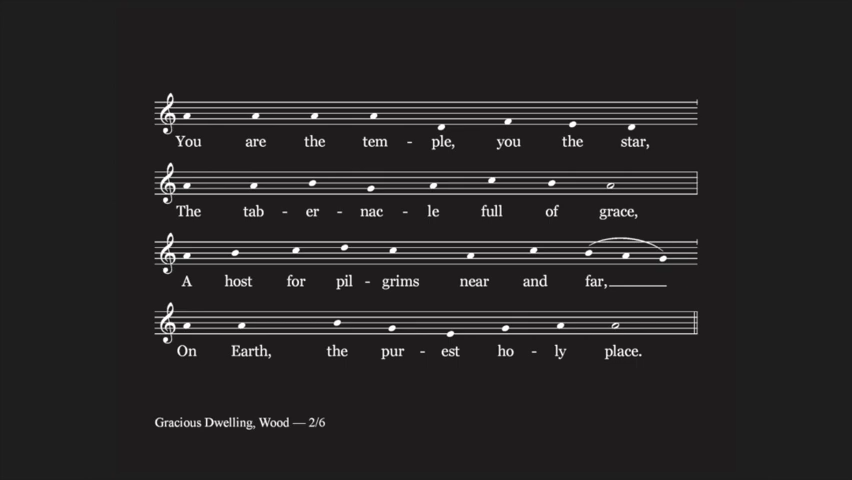 You are the tem - ple, you the star,
The tab - er - nac - le full of grace,
A host for pil - grims near and far,
On Earth, the pur - est ho - ly place.
Gracious Dwelling, Wood — 2/6